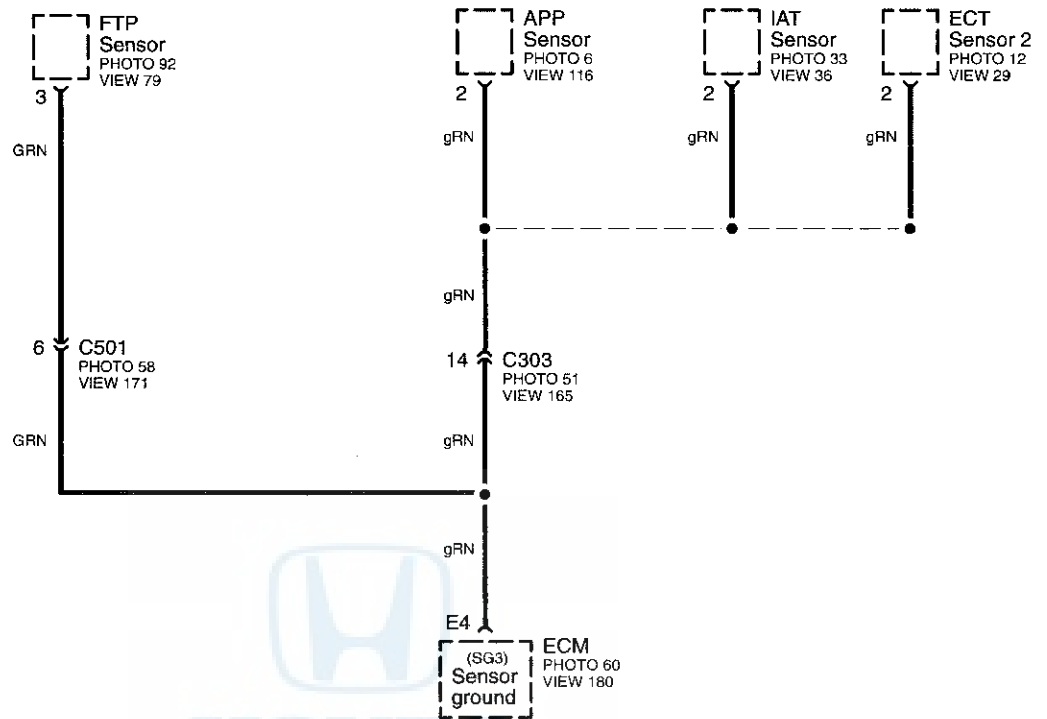 FTP
Sensor
PHOTO 92
VIEW 79
3
APP
Sensor
PHOTO 6
VIEW 116
2
IAT
Sensor
PHOTO 33
VIEW 36
2
ECT
Sensor 2
PHOTO 12
VIEW 29
2
GRN
gRN
gRN
gRN
gRN
6
C501
PHOTO 58
VIEW 171
14
C303
PHOTO 51
VIEW 165
GRN
gRN
gRN
E4
(SG3)
Sensor
ground
ECM
PHOTO 60
VIEW 180